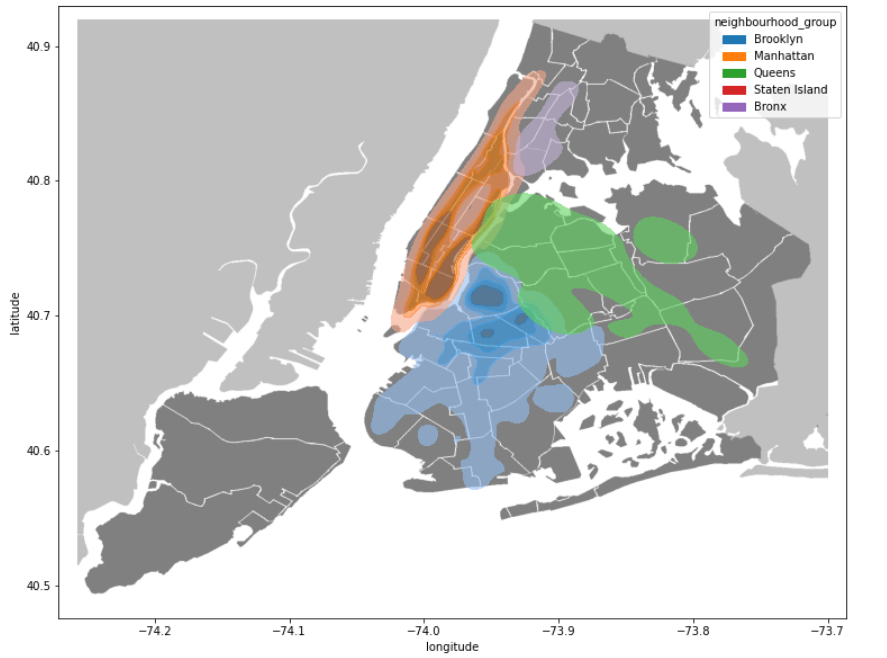 neighbourhood_group
Brooklyn
Manhattan
Queens
Staten Island
Bronx
40.9
40.8
40.7
40.6
40.5
latitude
−74.2
−74.1
−74.0
−73.9
−73.8
−73.7
longitude